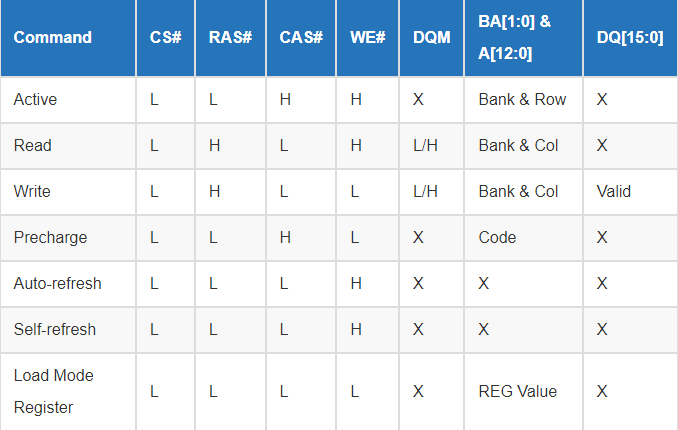 Command CS# RAS# CAS# WE# DQM BA[1:0] & A[12:0] DQ[15:0]
Active L L H H X Bank & Row X
Read L H L H L/H Bank & Col X
Write L H L L L/H Bank & Col Valid
Precharge L L H L X Code X
Auto-refresh L L L H X X X
Self-refresh L L L H X X X
Load Mode Register L L L L X REG Value X